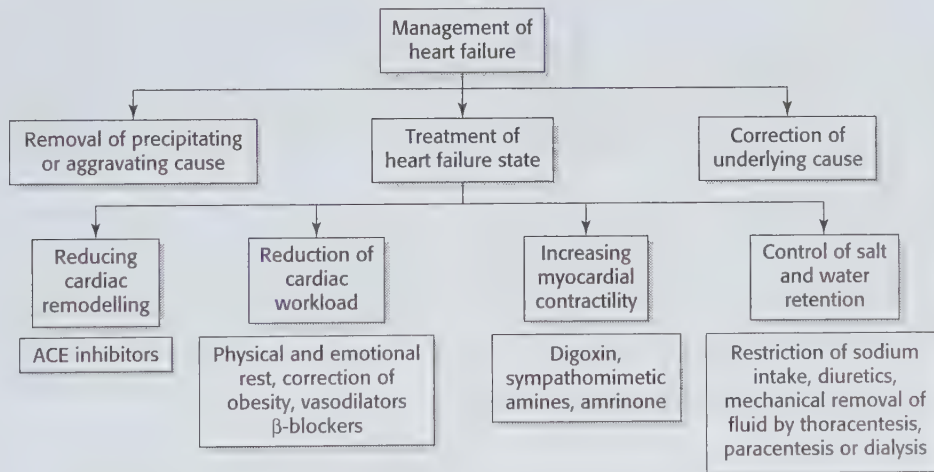 Management of
heart failure
Removal of precipitating
or aggravating cause
Treatment of
heart failure state
Correction of
underlying cause
Reducing
cardiac
remodelling
Reduction of
cardiac
workload
Increasing
myocardial
contractility
Control of salt
and water
retention
ACE inhibitors
Physical and emotional
rest, correction of
obesity, vasodilators
β-blockers
Digoxin,
sympathomimetic
amines, amrinone
Restriction of sodium
intake, diuretics,
mechanical removal of
fluid by thoracentesis,
paracentesis or dialysis